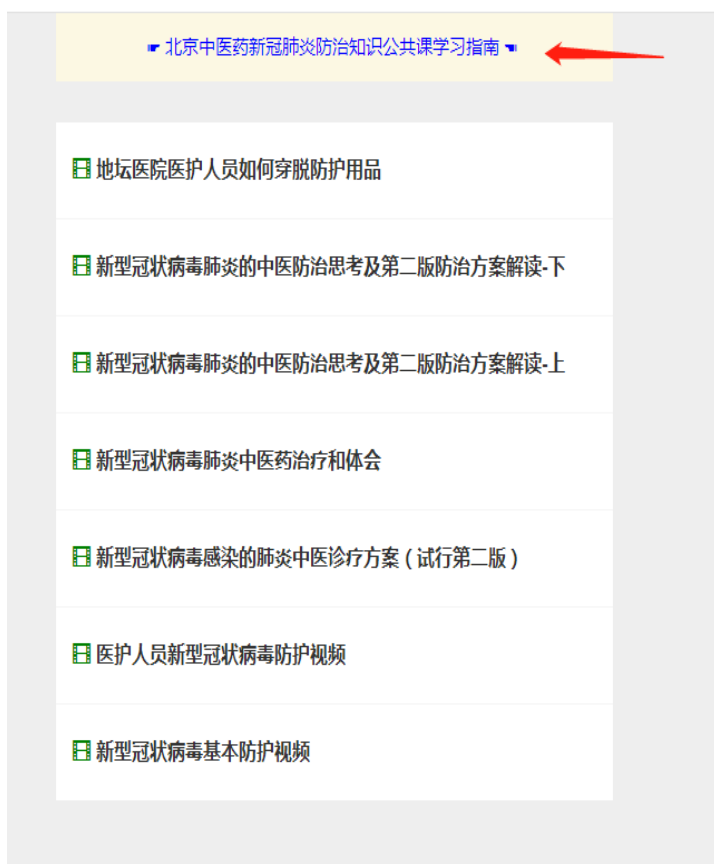 ☛ 北京中医药新冠肺炎防治知识公共课学习指南 ☚
地坛医院医护人员如何穿脱防护用品
新型冠状病毒肺炎的中医防治思考及第二版防治方案解读-下
新型冠状病毒肺炎的中医防治思考及第二版防治方案解读-上
新型冠状病毒肺炎中医药治疗和体会
新型冠状病毒感染的肺炎中医诊疗方案（试行第二版）
医护人员新型冠状病毒防护视频
新型冠状病毒基本防护视频